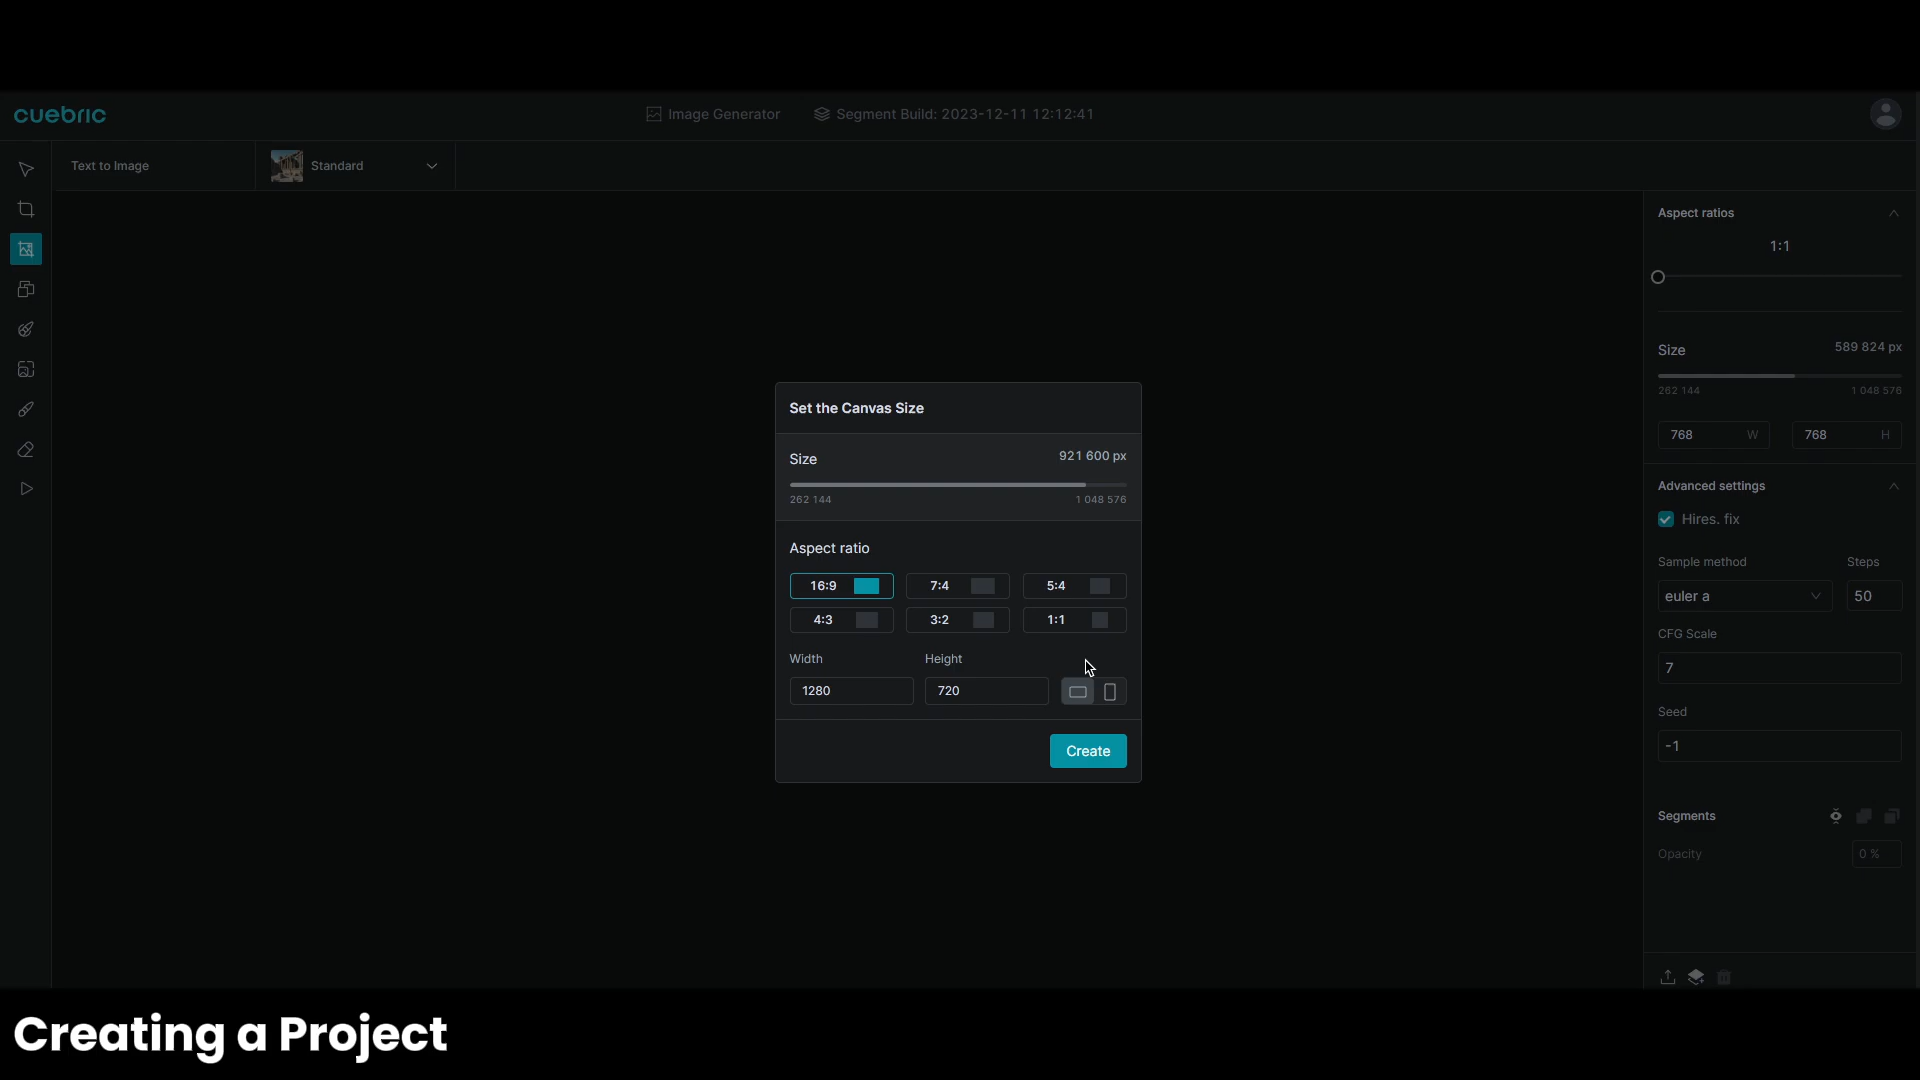 cuebric
Image Generator
Segment Build: 2023-12-11 12:12:41
Text to Image
Standard
Aspect ratios
1:1
Size
589 824 px
262 144
1 048 576
768 W
768 H
Advanced settings
Hires. fix
Sample method
Steps
euler a
50
CFG Scale
7
Seed
-1
Segments
Opacity
0 %
Set the Canvas Size
Size
921 600 px
262 144
1 048 576
Aspect ratio
16:9
7:4
5:4
4:3
3:2
1:1
Width
Height
1280
720
Create
Creating a Project